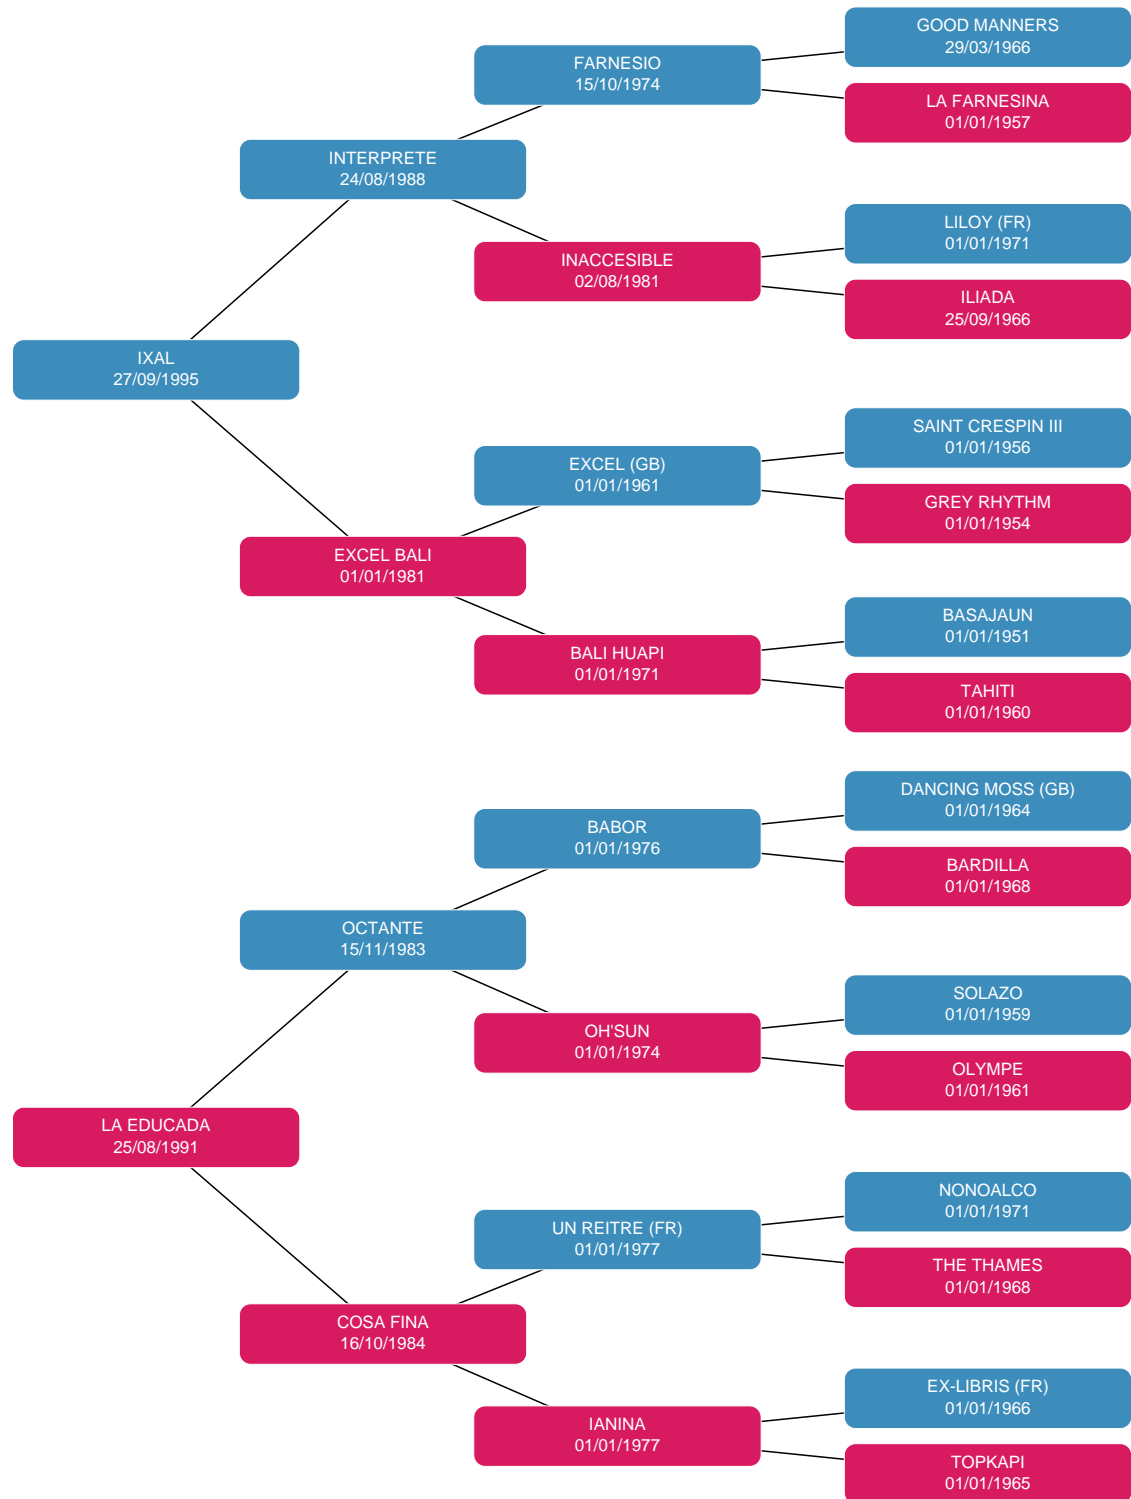 GOOD MANNERS
29/03/1966
FARNESIO
15/10/1974
LA FARNESINA
01/01/1957
INTERPRETE
24/08/1988
LILOY (FR)
01/01/1971
INACCESIBLE
02/08/1981
ILIADA
25/09/1966
IXAL
27/09/1995
SAINT CRESPIN III
01/01/1956
EXCEL (GB)
01/01/1961
GREY RHYTHM
01/01/1954
EXCEL BALI
01/01/1981
BASAJAUN
01/01/1951
BALI HUAPI
01/01/1971
TAHITI
01/01/1960
DANCING MOSS (GB)
01/01/1964
BABOR
01/01/1976
BARDILLA
01/01/1968
OCTANTE
15/11/1983
SOLAZO
01/01/1959
OH'SUN
01/01/1974
OLYMPE
01/01/1961
LA EDUCADA
25/08/1991
NONOALCO
01/01/1971
UN REITRE (FR)
01/01/1977
THE THAMES
01/01/1968
COSA FINA
16/10/1984
EX-LIBRIS (FR)
01/01/1966
IANINA
01/01/1977
TOPKAPI
01/01/1965